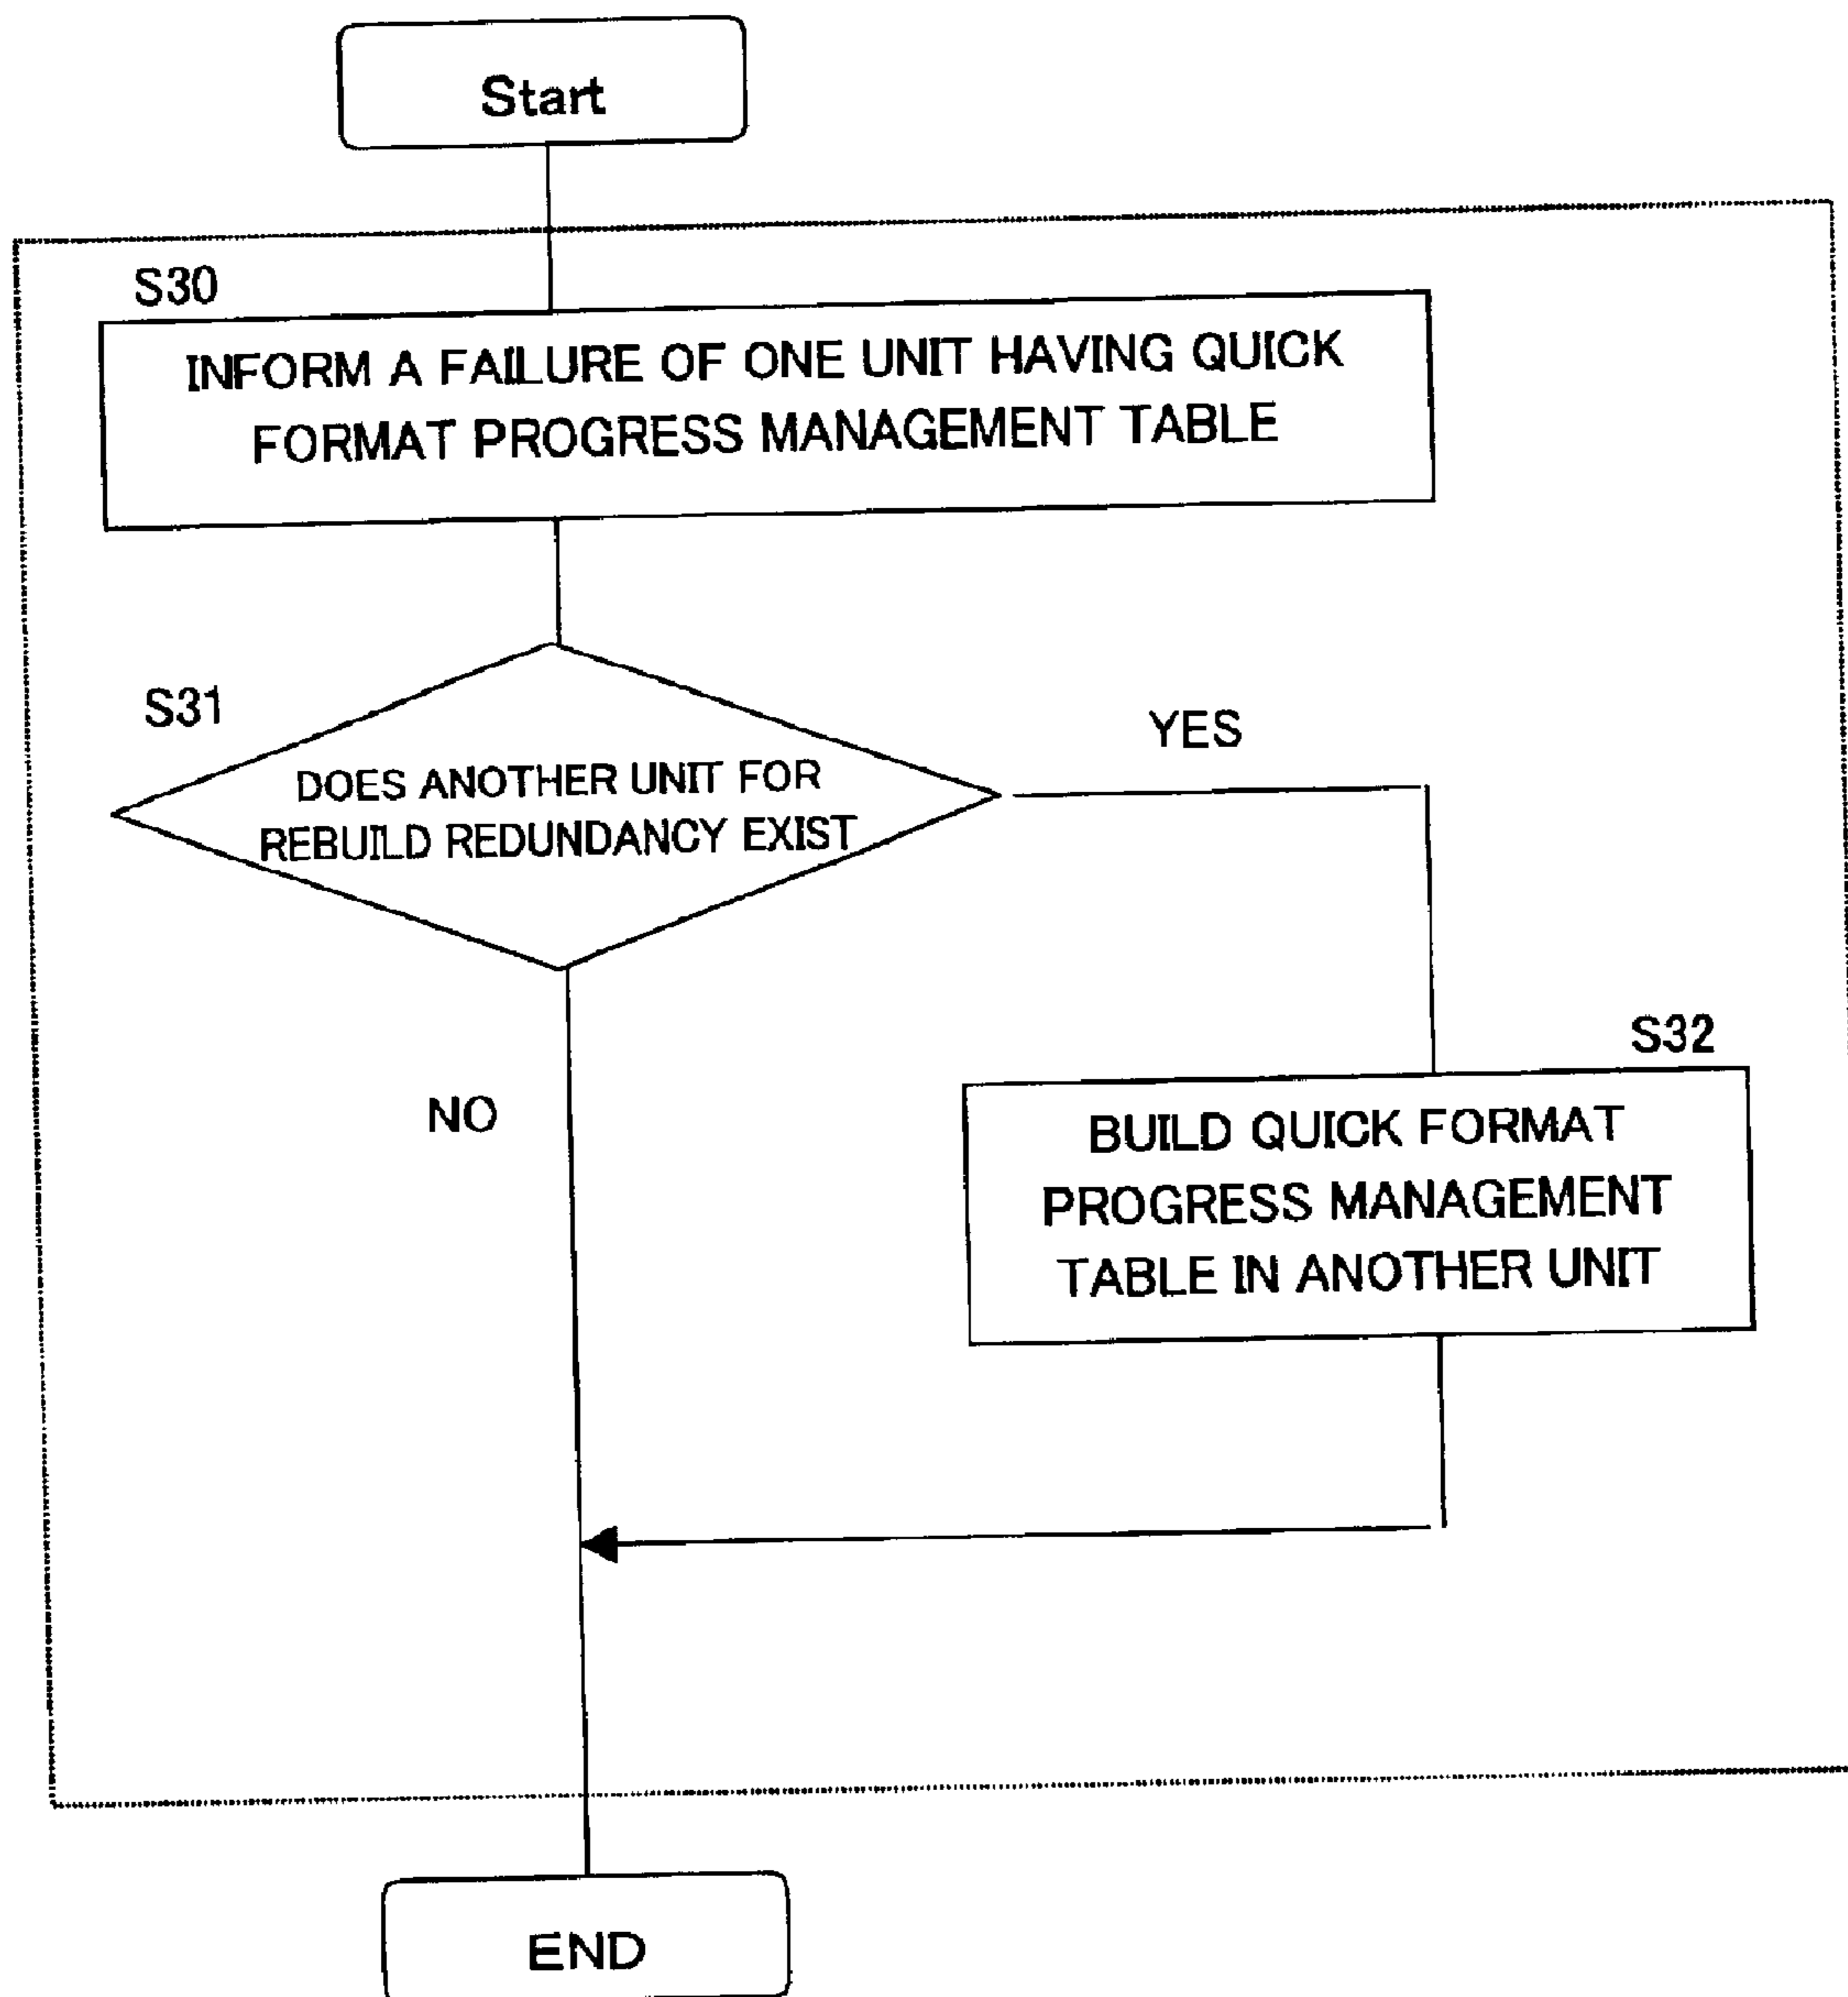 Start
S30
INFORM A FAILURE OF ONE UNIT HAVING QUICK
FORMAT PROGRESS MANAGEMENT TABLE
S31
DOES ANOTHER UNIT FOR
REBUILD REDUNDANCY EXIST
YES
NO
S32
BUILD QUICK FORMAT
PROGRESS MANAGEMENT
TABLE IN ANOTHER UNIT
END